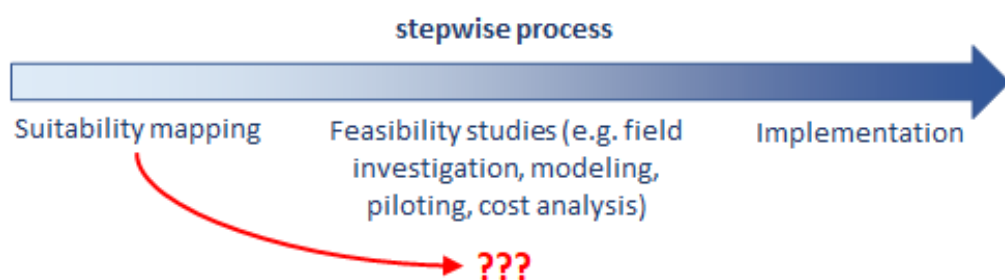 stepwise process
Suitability mapping
Feasibility studies (e.g. field
investigation, modeling,
piloting, cost analysis)
Implementation
???